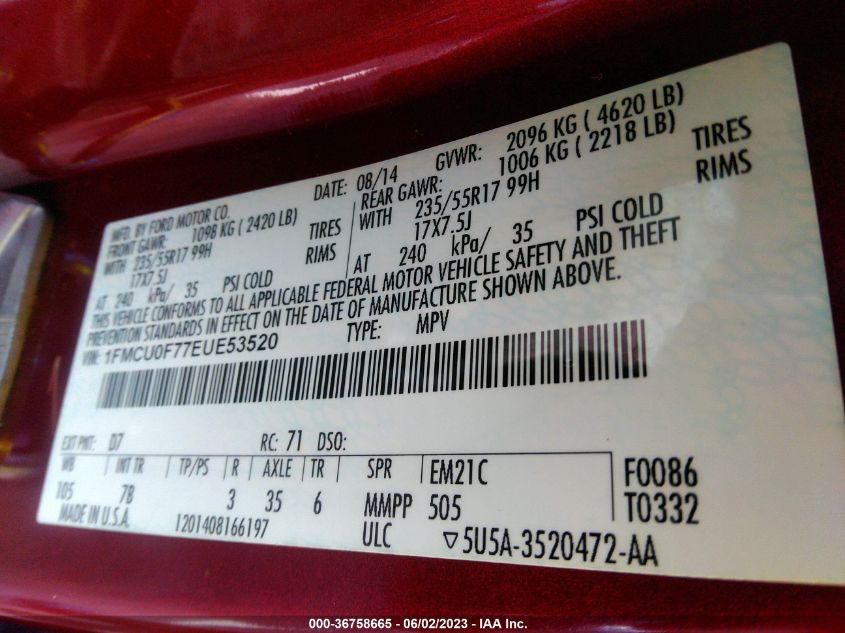 MFD. BY FORD MOTOR CO.
DATE: 08/14 GVWR: 2096 KG ( 4620 LB)
FRONT GAWR: 1098 KG ( 2420 LB)
WITH 235/55R17 99H TIRES
17X7.5J RIMS
AT 240 kPa/ 35 PSI COLD
REAR GAWR: 1006 KG ( 2218 LB)
WITH 235/55R17 99H TIRES
17X7.5J RIMS
AT 240 kPa/ 35 PSI COLD
THIS VEHICLE CONFORMS TO ALL APPLICABLE FEDERAL MOTOR VEHICLE SAFETY AND THEFT
PREVENTION STANDARDS IN EFFECT ON THE DATE OF MANUFACTURE SHOWN ABOVE.
VIN: 1FMCU0F77EUE53520 TYPE: MPV
EXT PNT: D7 RC: 71 DSO:
WB INT TR TP/PS R AXLE TR SPR EM21C F0086
105 7B 3 35 6 MMPP 505 T0332
MADE IN U.S.A. 1201408166197 ULC ▽5U5A-3520472-AA
000-36758665 - 06/02/2023 - IAA Inc.